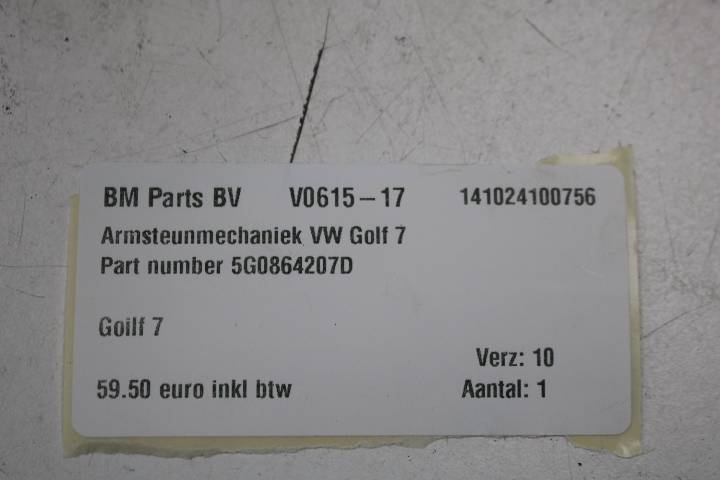 BM Parts BV V0615-17 141024100756
Armsteunmechaniek VW Golf 7
Part number 5G0864207D
Goilf 7
Verz: 10
59.50 euro inkl btw Aantal: 1